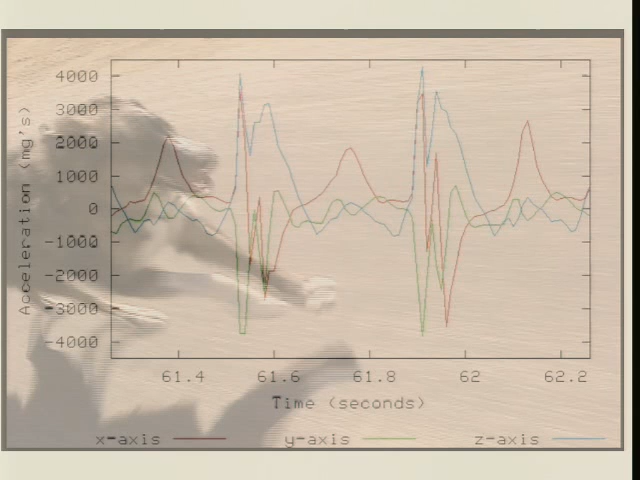 Acceleration (mg's)
4000
3000
2000
1000
0
-1000
-2000
-3000
-4000
61.4 61.6 61.8 62 62.2
Time (seconds)
x-axis y-axis z-axis